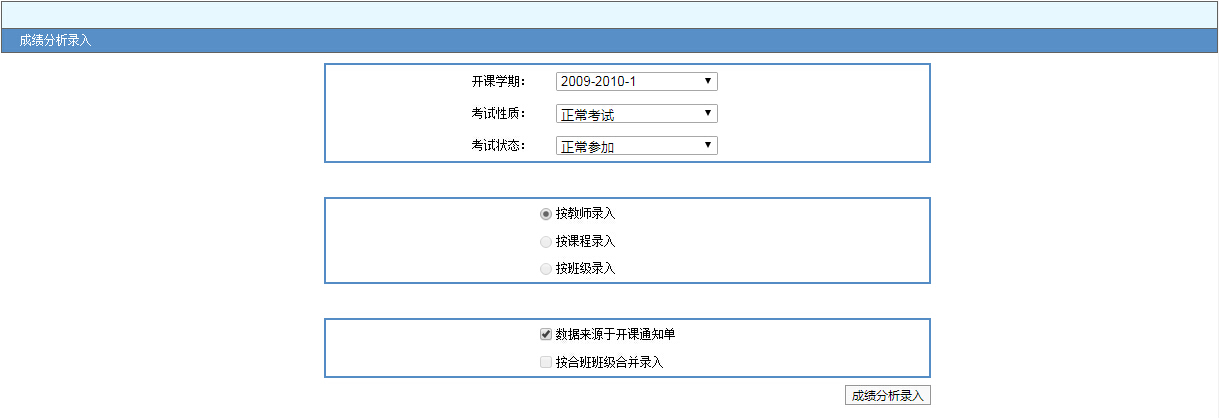 成绩分析录入
开课学期： 2009-2010-1
考试性质： 正常考试
考试状态： 正常参加
按教师录入
按课程录入
按班级录入
数据来源于开课通知单
按合班班级合并录入
成绩分析录入